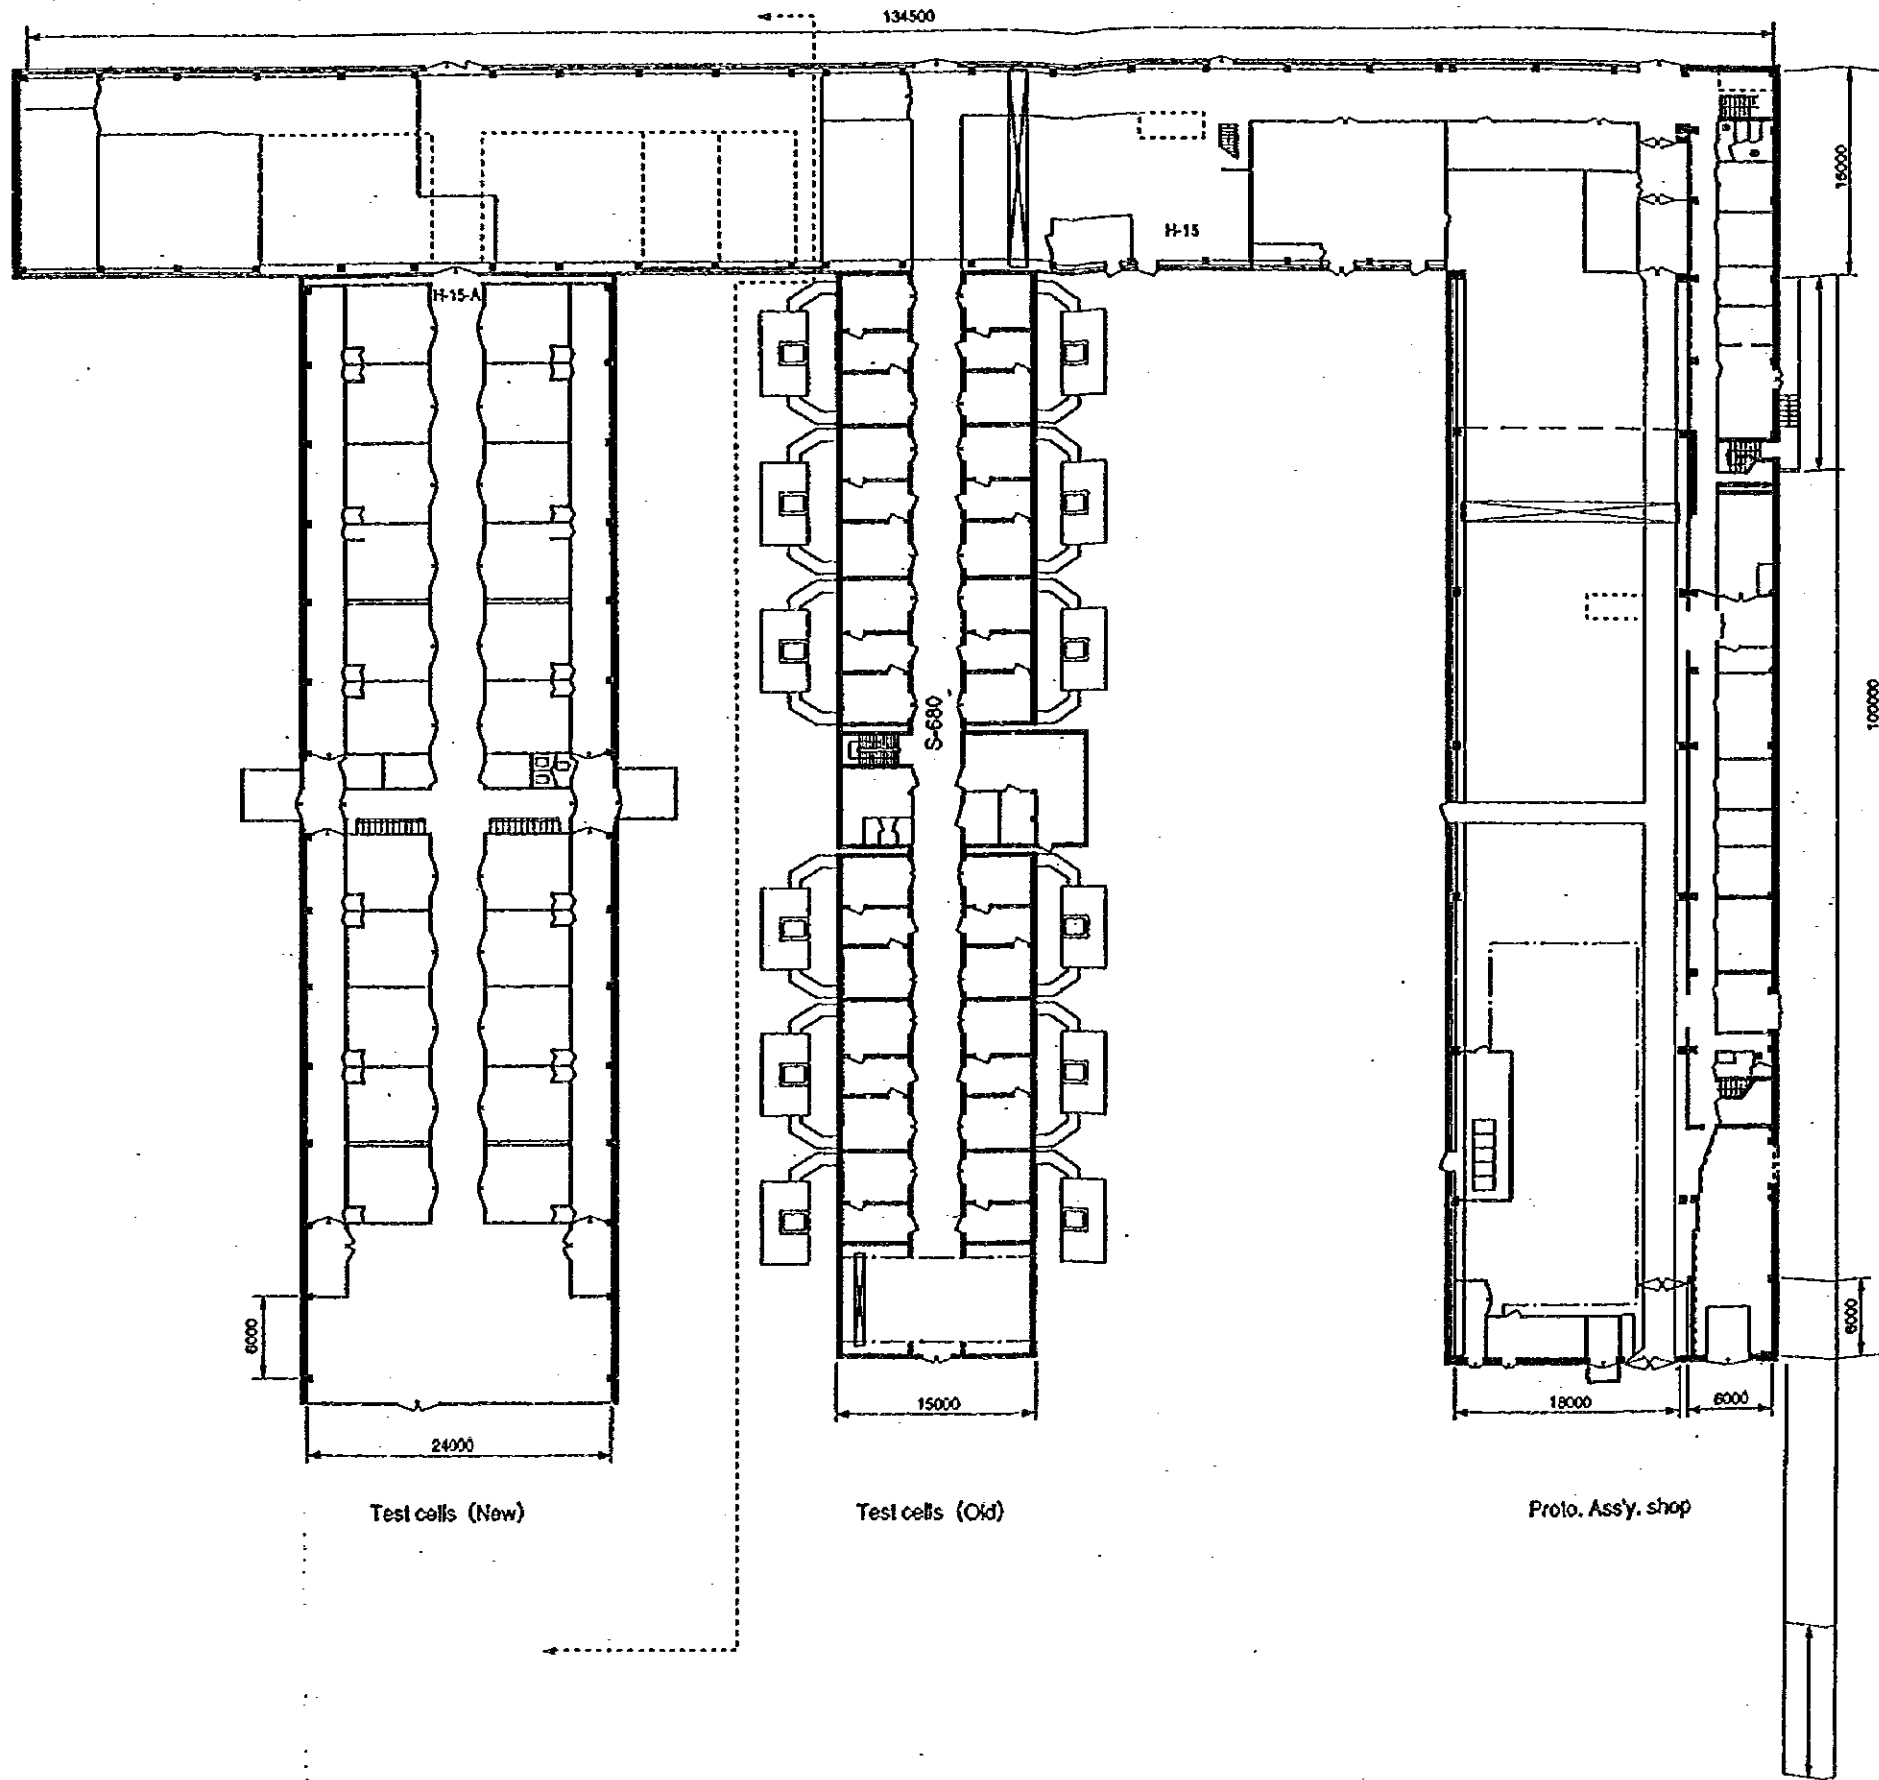 134500
16000
H-15
H-15-A
S-680
100000
6000
6000
15000
18000
6000
24000
Test cells (New)
Test cells (Old)
Proto. Ass'y. shop